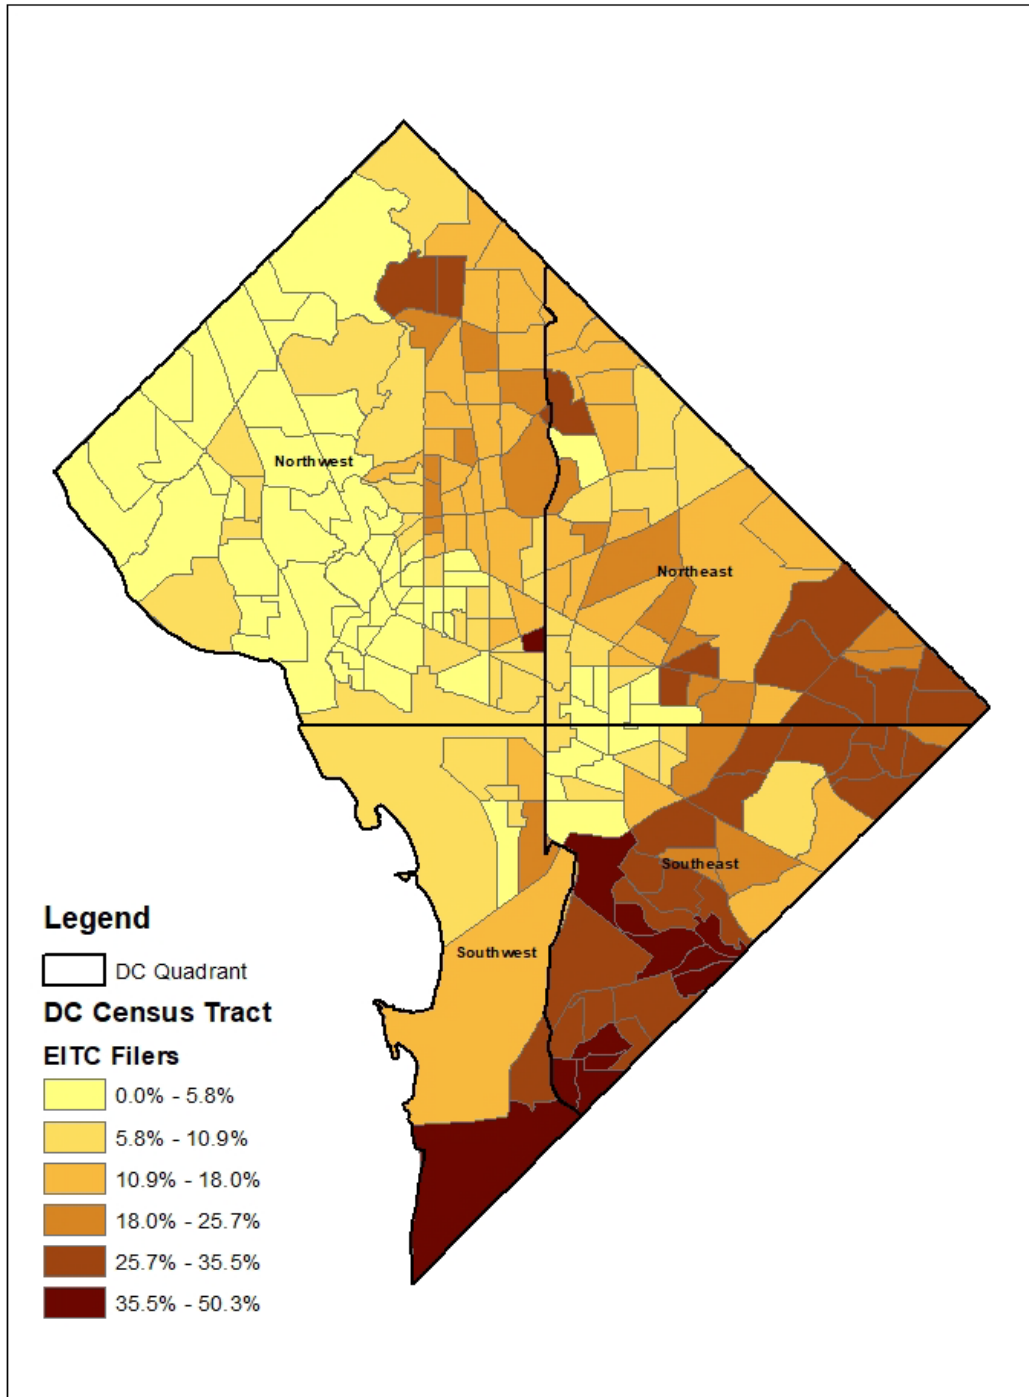 Northwest
Northeast
Southeast
Southwest
Legend
DC Quadrant
DC Census Tract
EITC Filers
0.0% - 5.8%
5.8% - 10.9%
10.9% - 18.0%
18.0% - 25.7%
25.7% - 35.5%
35.5% - 50.3%